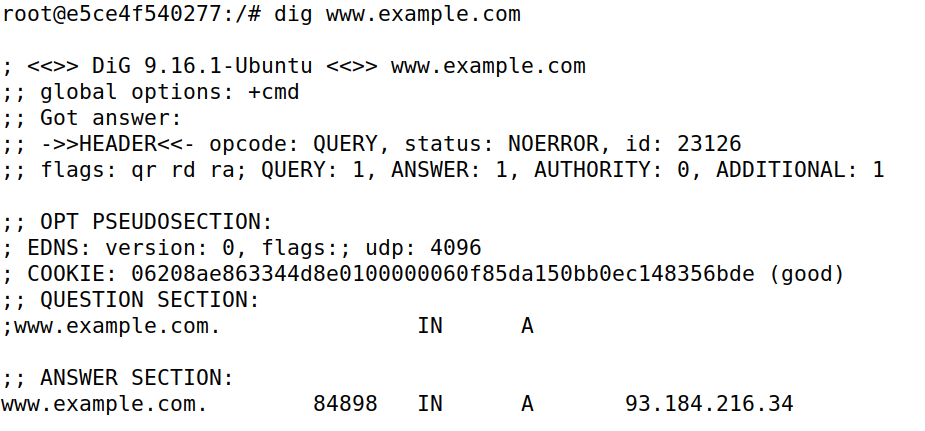 root@e5ce4f540277:/# dig www.example.com
; <<>> DiG 9.16.1-Ubuntu <<>> www.example.com
;; global options: +cmd
;; Got answer:
;; ->>HEADER<<- opcode: QUERY, status: NOERROR, id: 23126
;; flags: qr rd ra; QUERY: 1, ANSWER: 1, AUTHORITY: 0, ADDITIONAL: 1
;; OPT PSEUDOSECTION:
; EDNS: version: 0, flags:; udp: 4096
; COOKIE: 06208ae863344d8e0100000060f85da150bb0ec148356bde (good)
;; QUESTION SECTION:
;www.example.com. IN A
;; ANSWER SECTION:
www.example.com. 84898 IN A 93.184.216.34